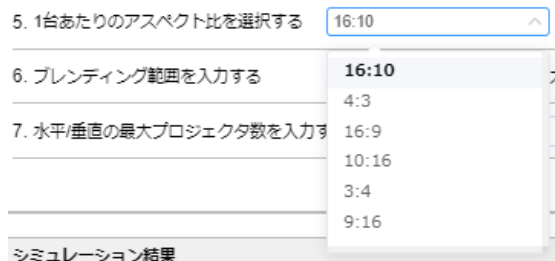 5. 1台あたりのアスペクト比を選択する 16:10
16:10
6. ブレンディング範囲を入力する
4:3
16:9
7. 水平/垂直の最大プロジェクタ数を入力す
10:16
3:4
9:16
シミュレーション結果